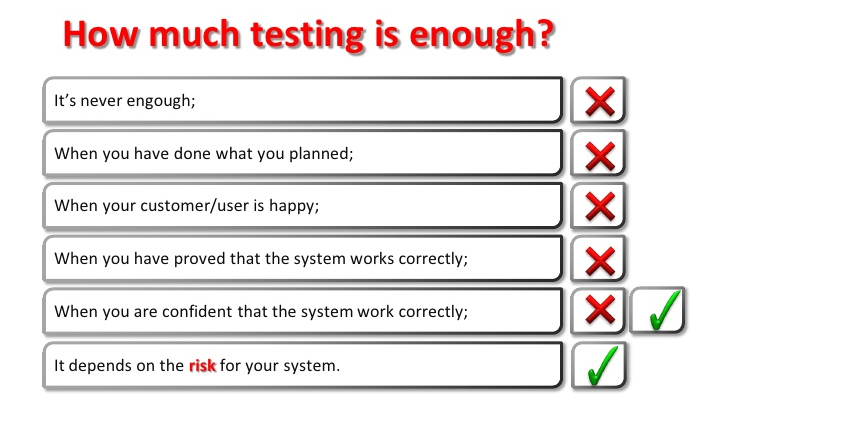 How much testing is enough?
It's never engough;
When you have done what you planned;
When your customer/user is happy;
When you have proved that the system works correctly;
When you are confident that the system work correctly;
It depends on the risk for your system.